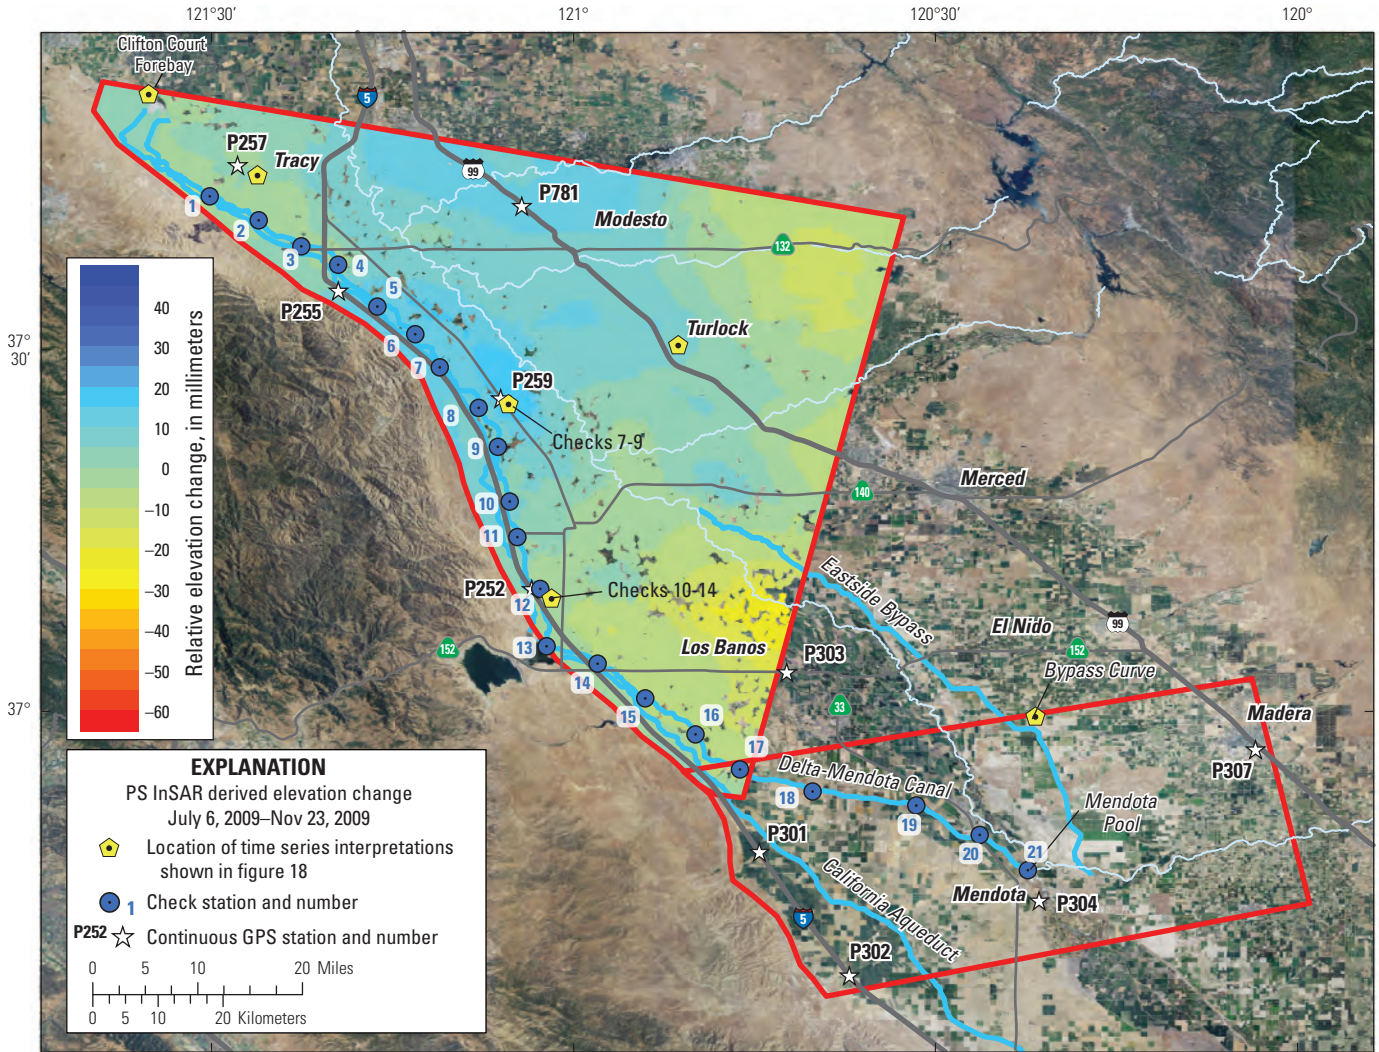 121°30'
121°
120°30'
120°
Clifton Court
Forebay
5
P257
Tracy
99
P781
Modesto
1
2
132
3
4
5
P255
Turlock
37°
30'
6
7
P259
8
Checks 7-9
9
Merced
140
10
11
Eastside Bypass
P252
Checks 10-14
12
El Nido
99
152
13
Los Banos
P303
152
Bypass Curve
14
33
37°
15
16
Madera
17
P307
Delta-Mendota Canal
18
19
Mendota
Pool
20
21
P301
California Aqueduct
Mendota
P304
5
P302
40
30
20
10
0
–10
–20
–30
–40
–50
–60
Relative elevation change, in millimeters
EXPLANATION
PS InSAR derived elevation change
July 6, 2009–Nov 23, 2009
Location of time series interpretations
shown in figure 18
1 Check station and number
P252 Continuous GPS station and number
0 5 10 20 Miles
0 5 10 20 Kilometers